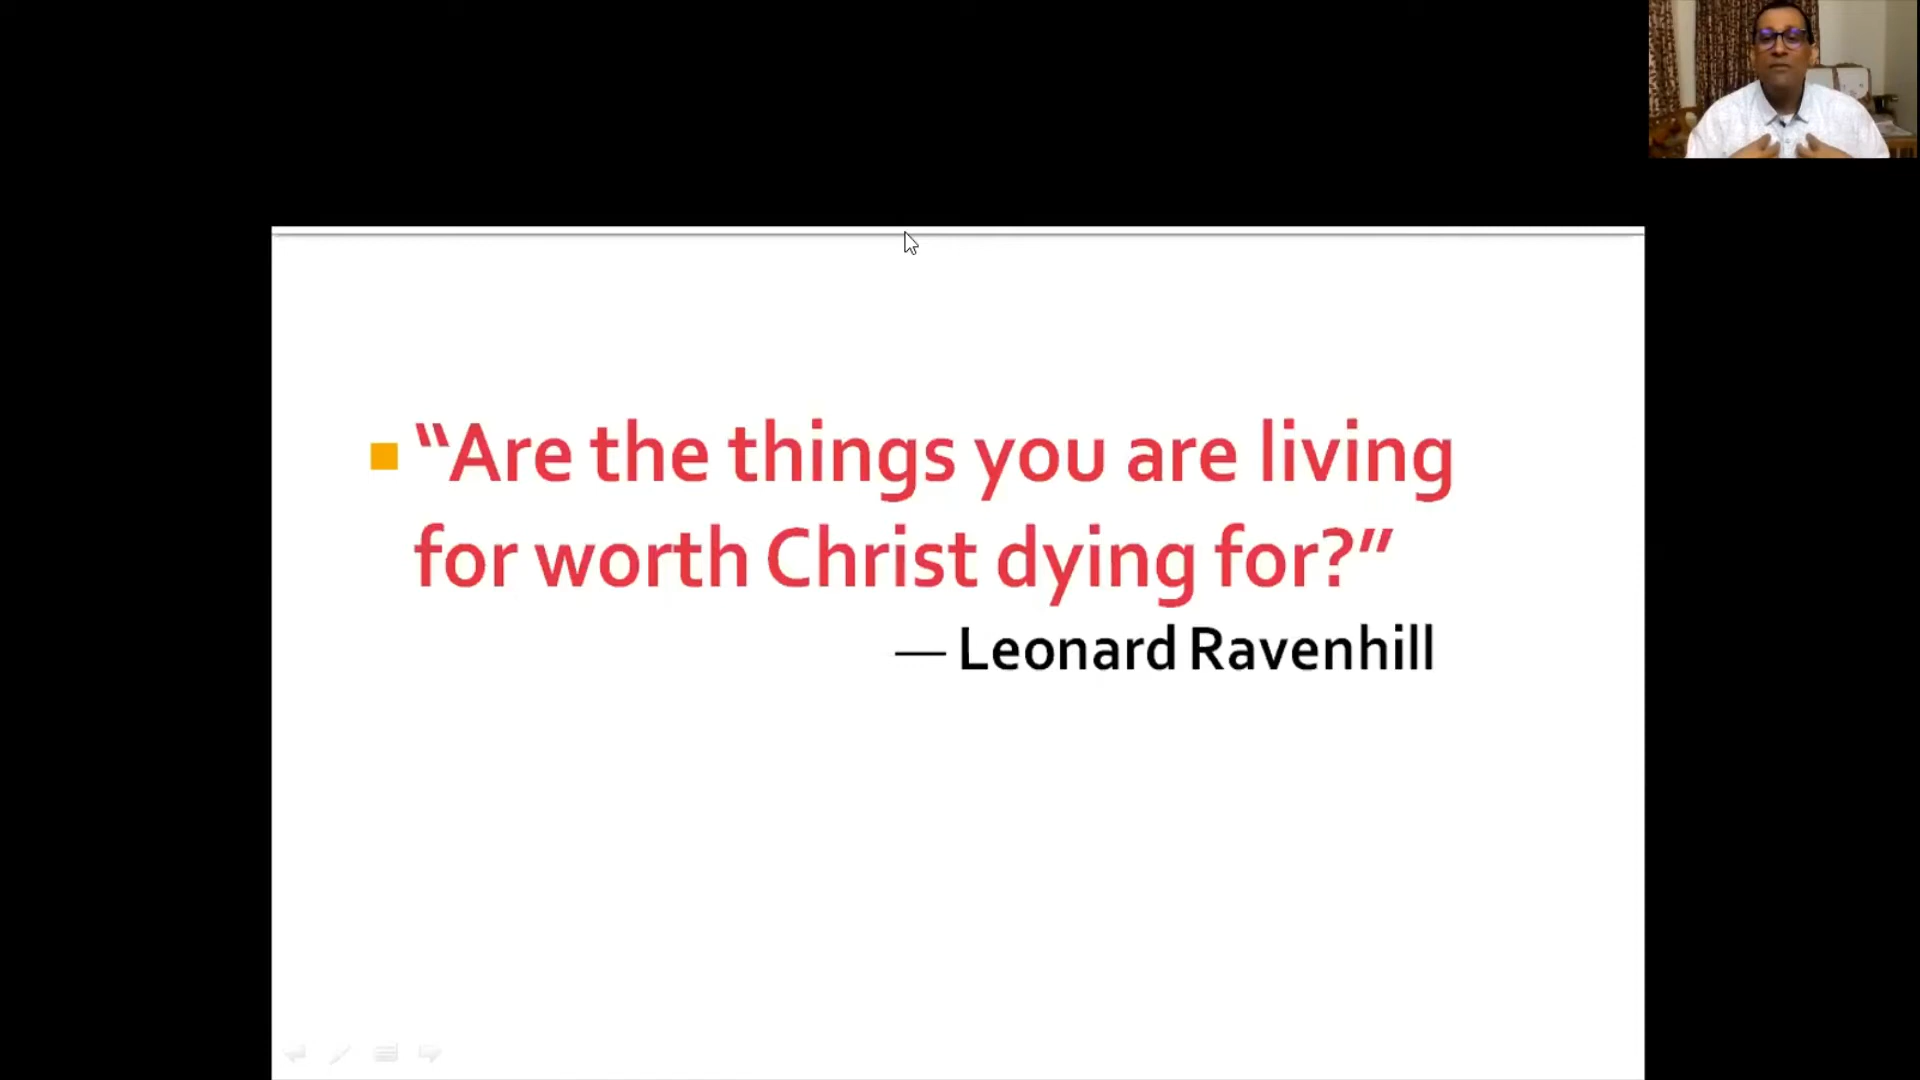 “Are the things you are living
for worth Christ dying for?”
— Leonard Ravenhill